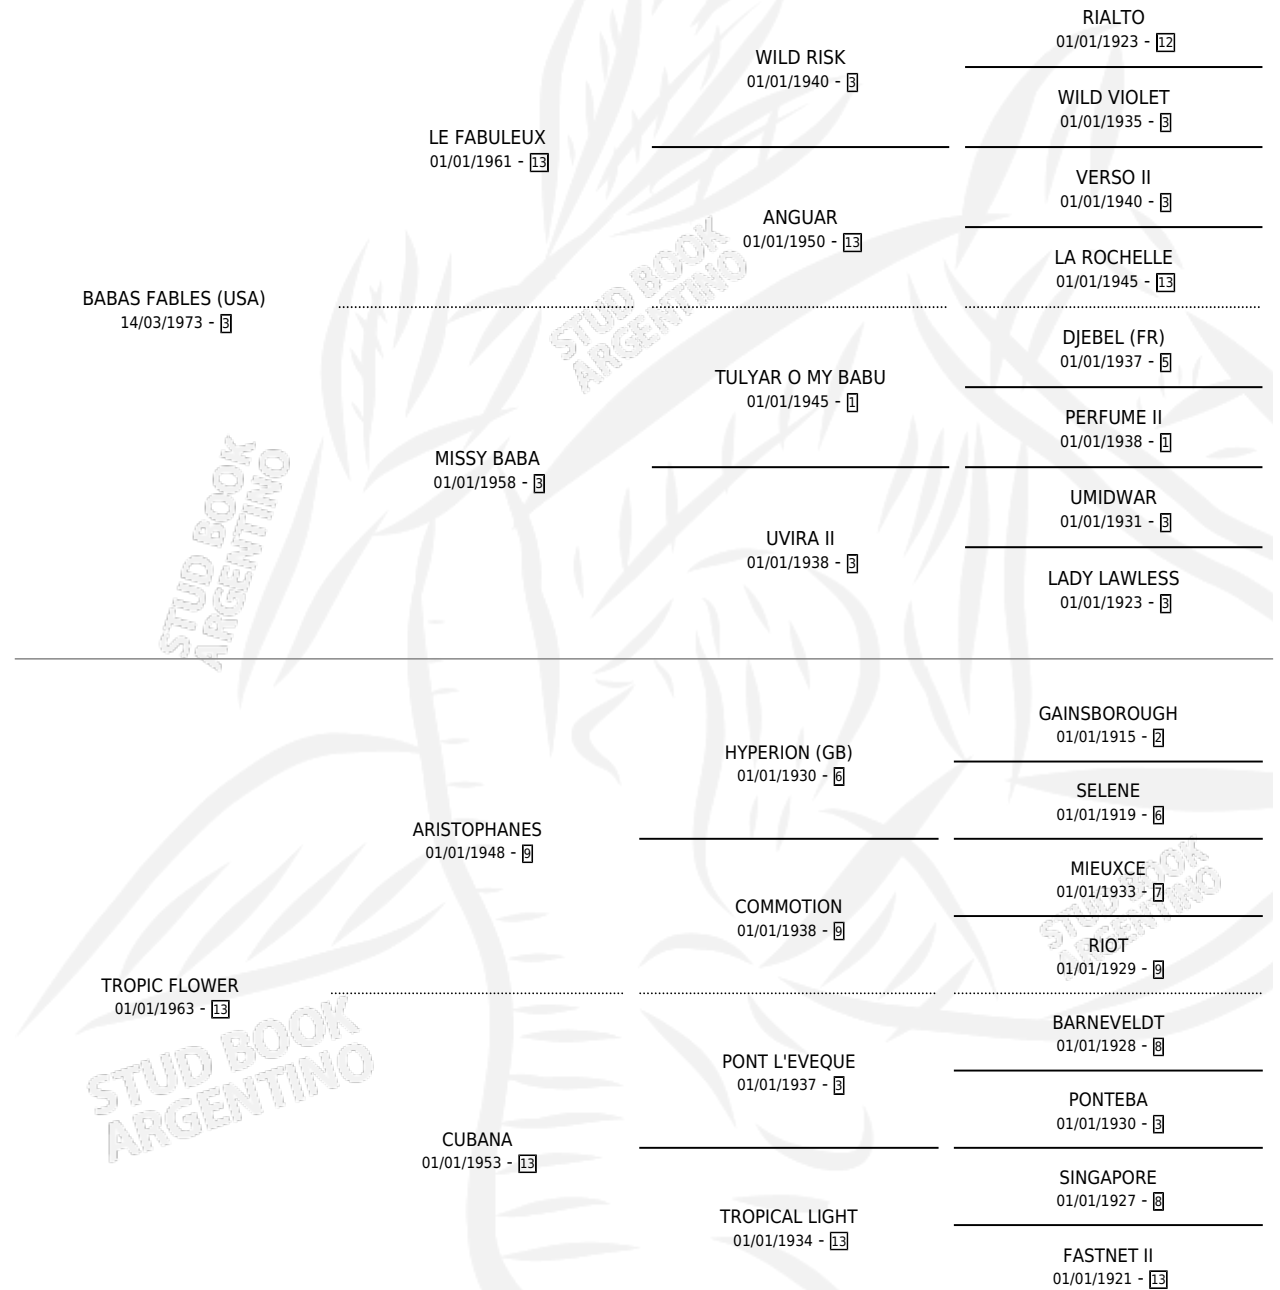 RIALTO
01/01/1923 - 12
WILD RISK
01/01/1940 - 3
WILD VIOLET
01/01/1935 - 3
LE FABULEUX
01/01/1961 - 13
VERSO II
01/01/1940 - 3
ANGUAR
01/01/1950 - 13
LA ROCHELLE
01/01/1945 - 13
BABAS FABLES (USA)
14/03/1973 - 3
DJEBEL (FR)
01/01/1937 - 5
TULYAR O MY BABU
01/01/1945 - 1
PERFUME II
01/01/1938 - 1
MISSY BABA
01/01/1958 - 3
UMIDWAR
01/01/1931 - 3
UVIRA II
01/01/1938 - 3
LADY LAWLESS
01/01/1923 - 3
STUD BOOK
ARGENTINO
STUD BOOK
ARGENTINO
GAINSBOROUGH
01/01/1915 - 2
HYPERION (GB)
01/01/1930 - 6
SELENE
01/01/1919 - 6
ARISTOPHANES
01/01/1948 - 9
MIEUXCE
01/01/1933 - 7
COMMOTION
01/01/1938 - 9
RIOT
01/01/1929 - 9
TROPIC FLOWER
01/01/1963 - 13
BARNEVELDT
01/01/1928 - 8
PONT L'EVEQUE
01/01/1937 - 3
PONTEBA
01/01/1930 - 3
CUBANA
01/01/1953 - 13
SINGAPORE
01/01/1927 - 8
TROPICAL LIGHT
01/01/1934 - 13
FASTNET II
01/01/1921 - 13
STUD BOOK
ARGENTINO
STUD BOOK
ARGENTINO